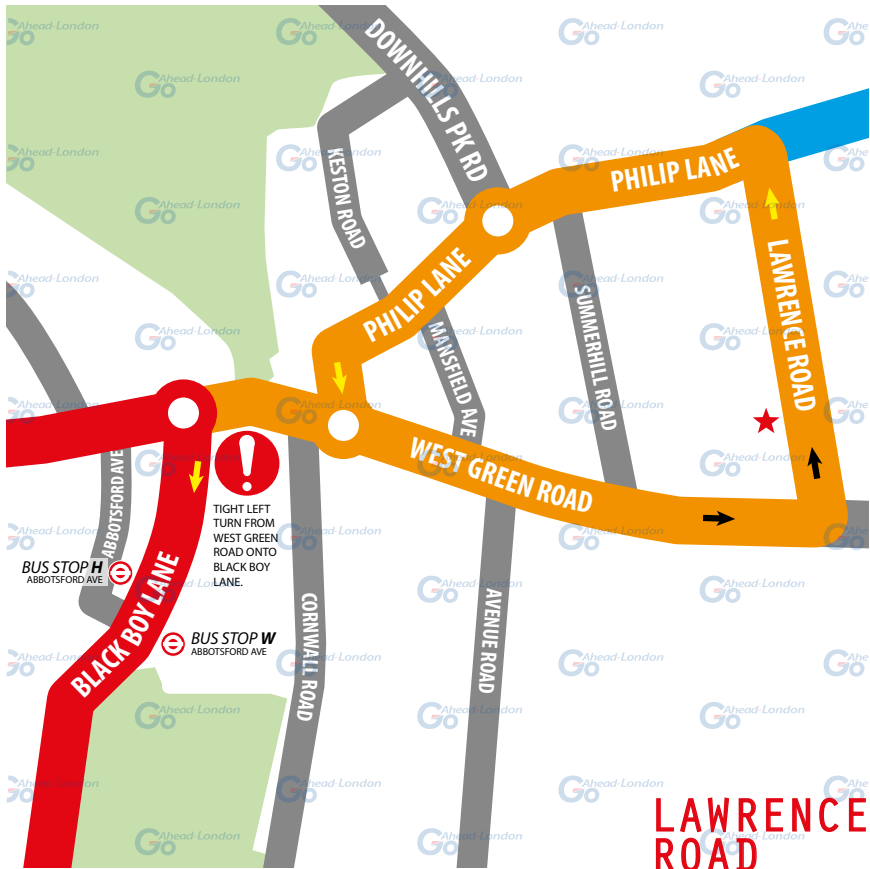 DOWNHILLS PK RD
KESTON ROAD
PHILIP LANE
PHILIP LANE
LAWRENCE ROAD
MANSFIELD AVE
SUMMERHILL ROAD
WEST GREEN ROAD
ABBOTSFORD AVE
TIGHT LEFT
TURN FROM
WEST GREEN
ROAD ONTO
BLACK BOY
LANE.
BUS STOP H
ABBOTSFORD AVE
BLACK BOY LANE
BUS STOP W
ABBOTSFORD AVE
CORNWALL ROAD
AVENUE ROAD
LAWRENCE
ROAD
Go Ahead-London